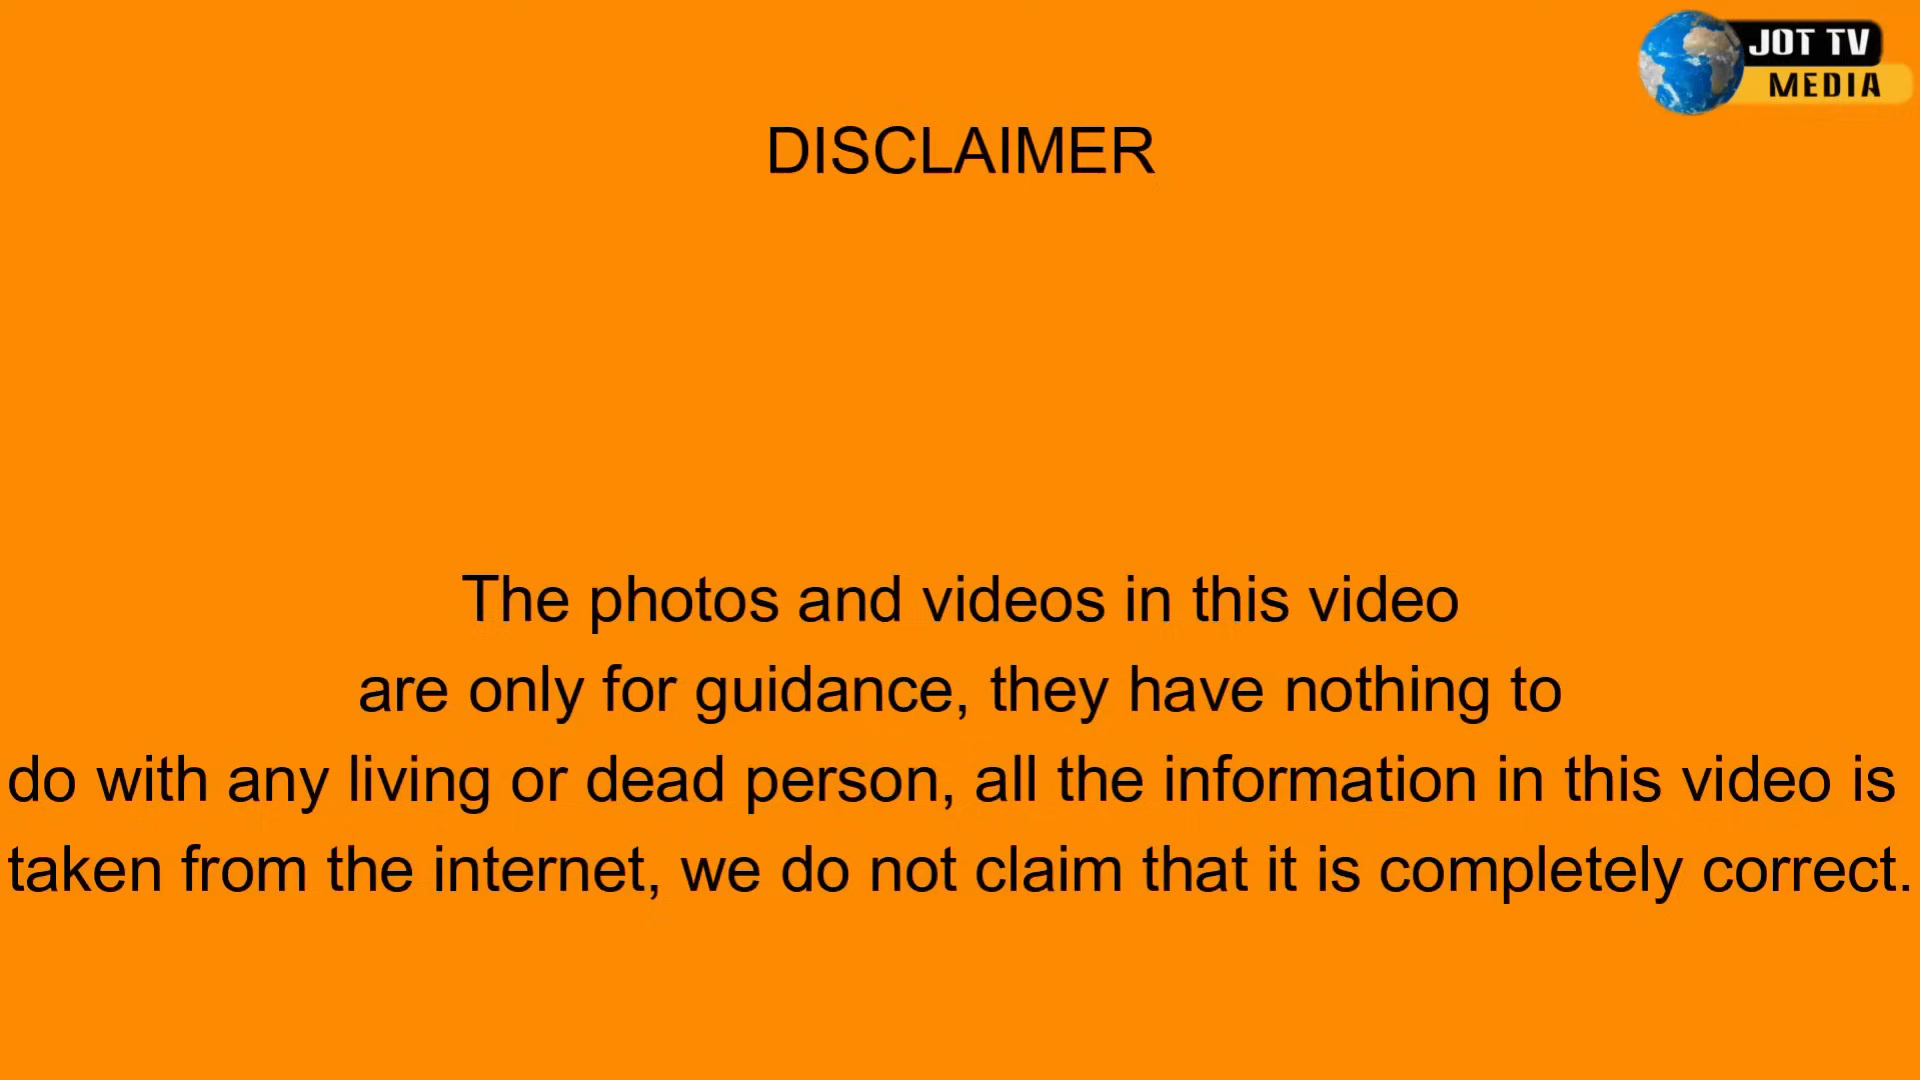 JOT TV
MEDIA
DISCLAIMER
The photos and videos in this video
are only for guidance, they have nothing to
do with any living or dead person, all the information in this video is
taken from the internet, we do not claim that it is completely correct.